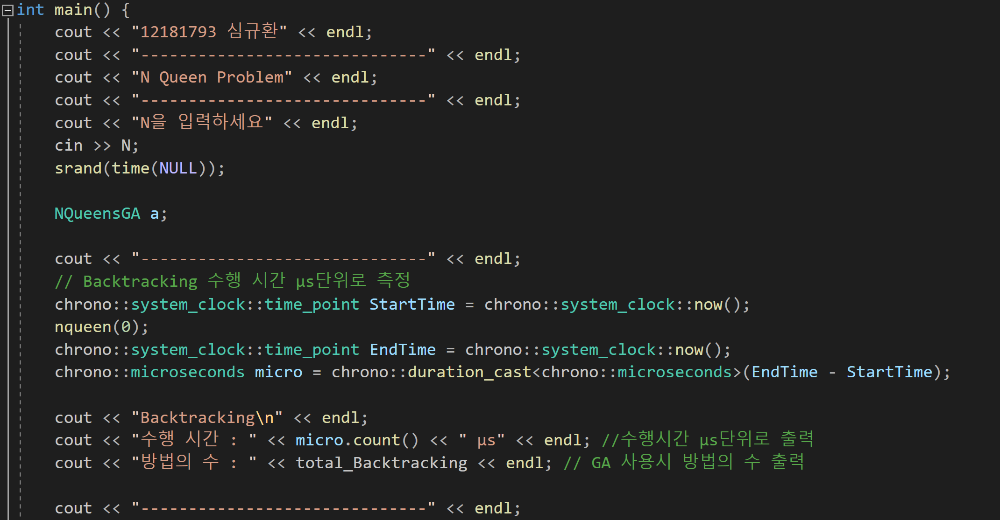 int main() {
cout << "12181793 심규환" << endl;
cout << "------------------------------" << endl;
cout << "N Queen Problem" << endl;
cout << "------------------------------" << endl;
cout << "N을 입력하세요" << endl;
cin >> N;
srand(time(NULL));
NQueensGA a;
cout << "------------------------------" << endl;
// Backtracking 수행 시간 μs단위로 측정
chrono::system_clock::time_point StartTime = chrono::system_clock::now();
nqueen(0);
chrono::system_clock::time_point EndTime = chrono::system_clock::now();
chrono::microseconds micro = chrono::duration_cast<chrono::microseconds>(EndTime - StartTime);
cout << "Backtracking\n" << endl;
cout << "수행 시간 : " << micro.count() << " μs" << endl; //수행시간 μs단위로 출력
cout << "방법의 수 : " << total_Backtracking << endl; // GA 사용시 방법의 수 출력
cout << "------------------------------" << endl;